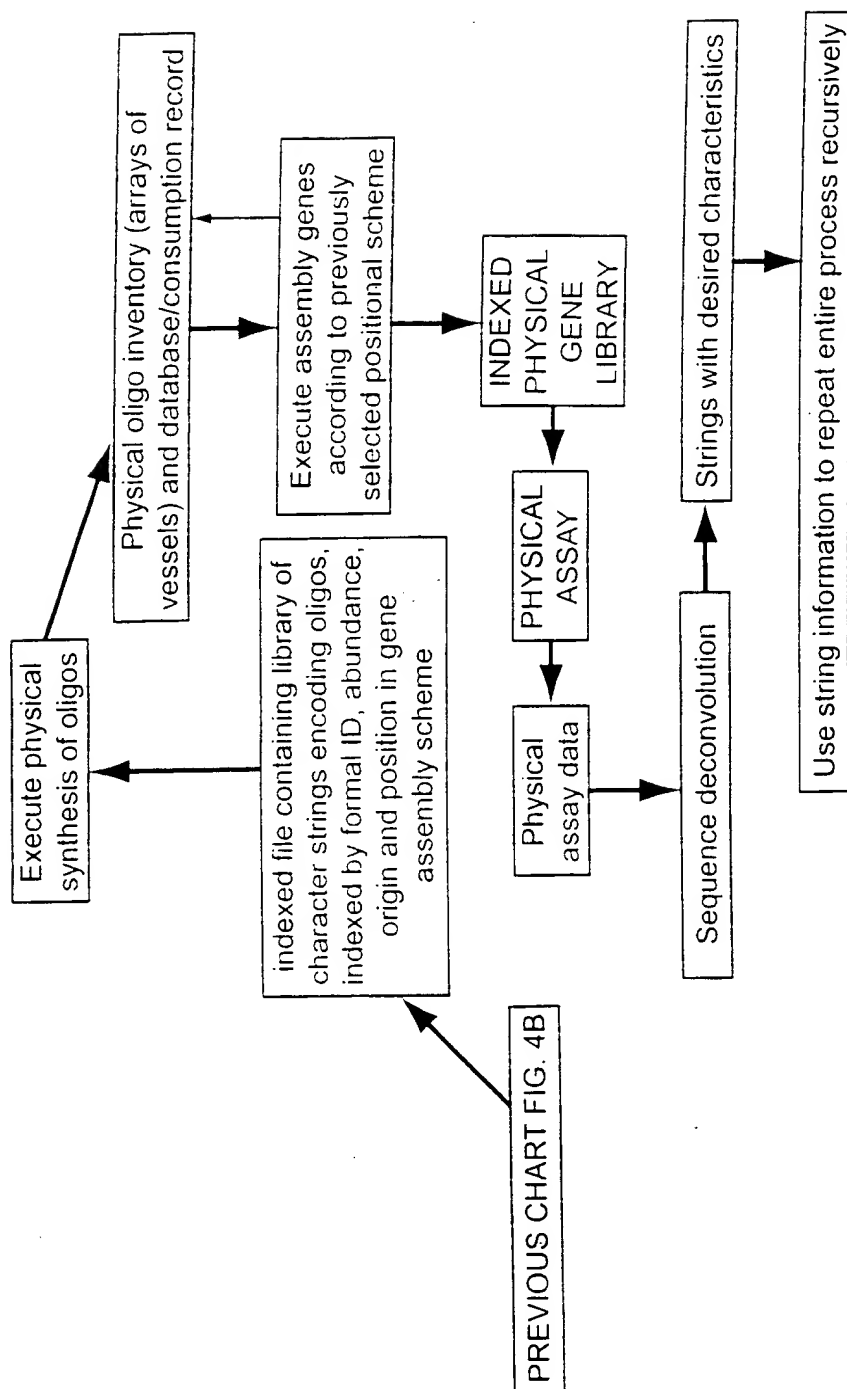 PREVIOUS CHART FIG. 4B
indexed file containing library of
character strings encoding oligos,
indexed by formal ID, abundance,
origin and position in gene
assembly scheme
Execute physical
synthesis of oligos
Physical oligo inventory (arrays of
vessels) and database/consumption record
Execute assembly genes
according to previously
selected positional scheme
INDEXED
PHYSICAL
GENE
LIBRARY
PHYSICAL
ASSAY
Physical
assay data
Sequence deconvolution
Strings with desired characteristics
Use string information to repeat entire process recursively